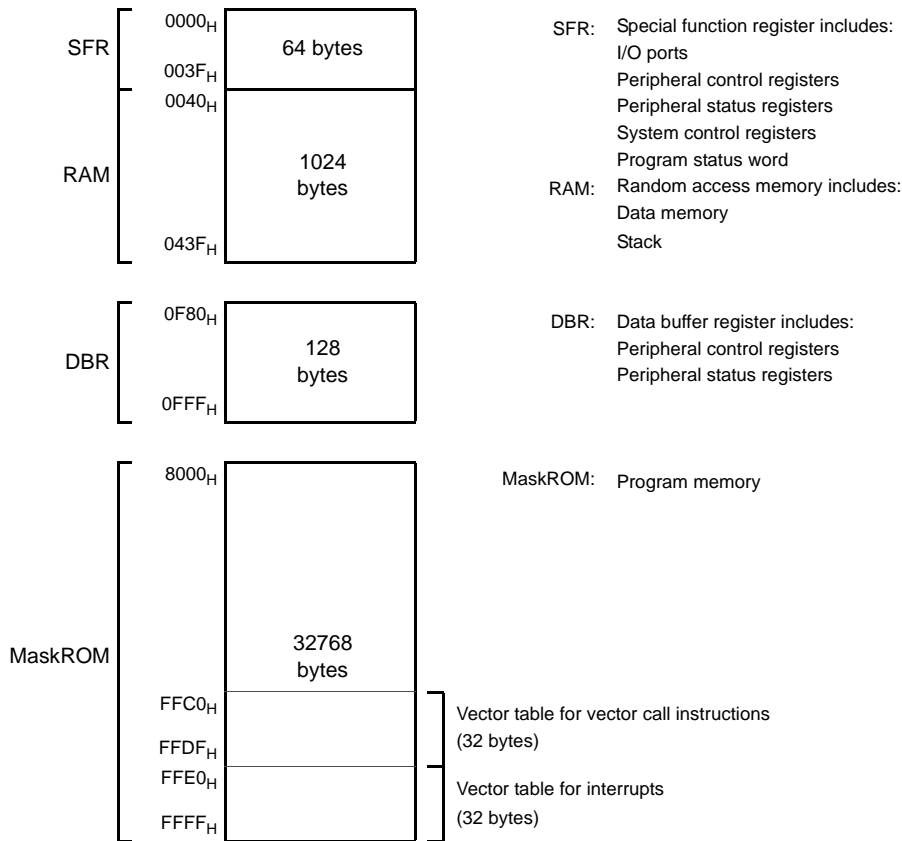 SFR
0000H
64 bytes
003FH
RAM
0040H
1024
bytes
043FH
SFR: Special function register includes:
I/O ports
Peripheral control registers
Peripheral status registers
System control registers
Program status word
RAM: Random access memory includes:
Data memory
Stack
DBR
0F80H
128
bytes
0FFFH
DBR: Data buffer register includes:
Peripheral control registers
Peripheral status registers
MaskROM
8000H
32768
bytes
MaskROM: Program memory
FFC0H
FFDFH
Vector table for vector call instructions
(32 bytes)
FFE0H
FFFFH
Vector table for interrupts
(32 bytes)